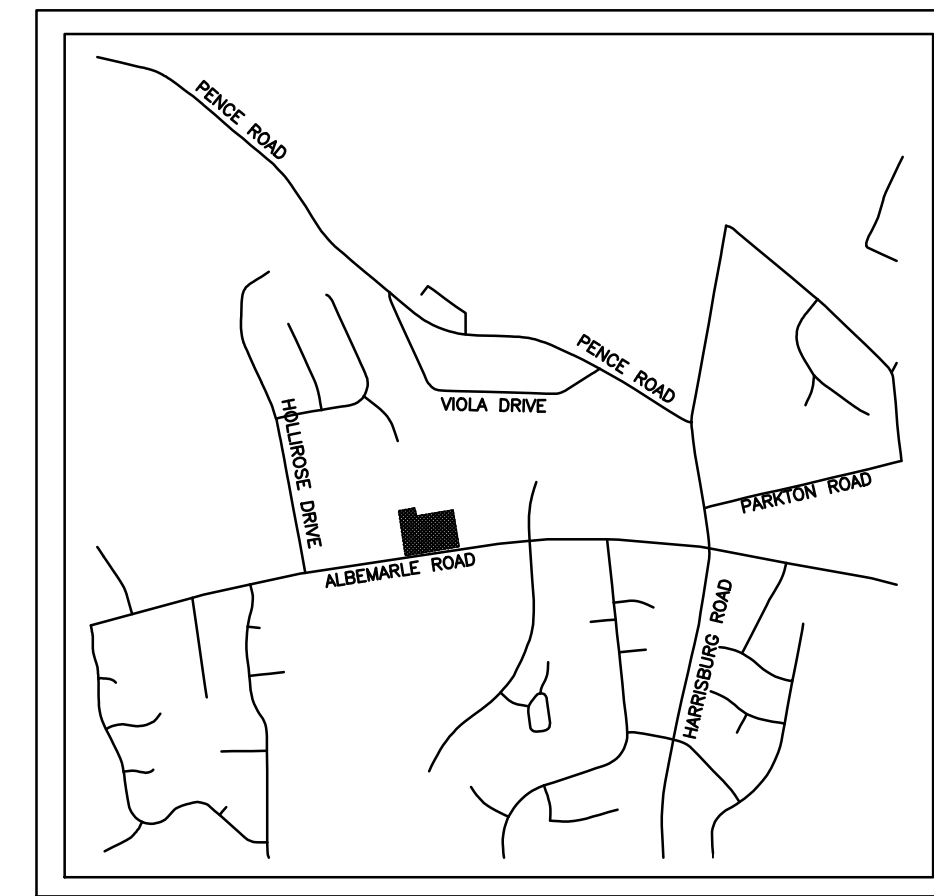 PENCE ROAD
PENCE ROAD
VIOLA DRIVE
HOLLIROSE DRIVE
PARKTON ROAD
ALBEMARLE ROAD
HARRISBURG ROAD